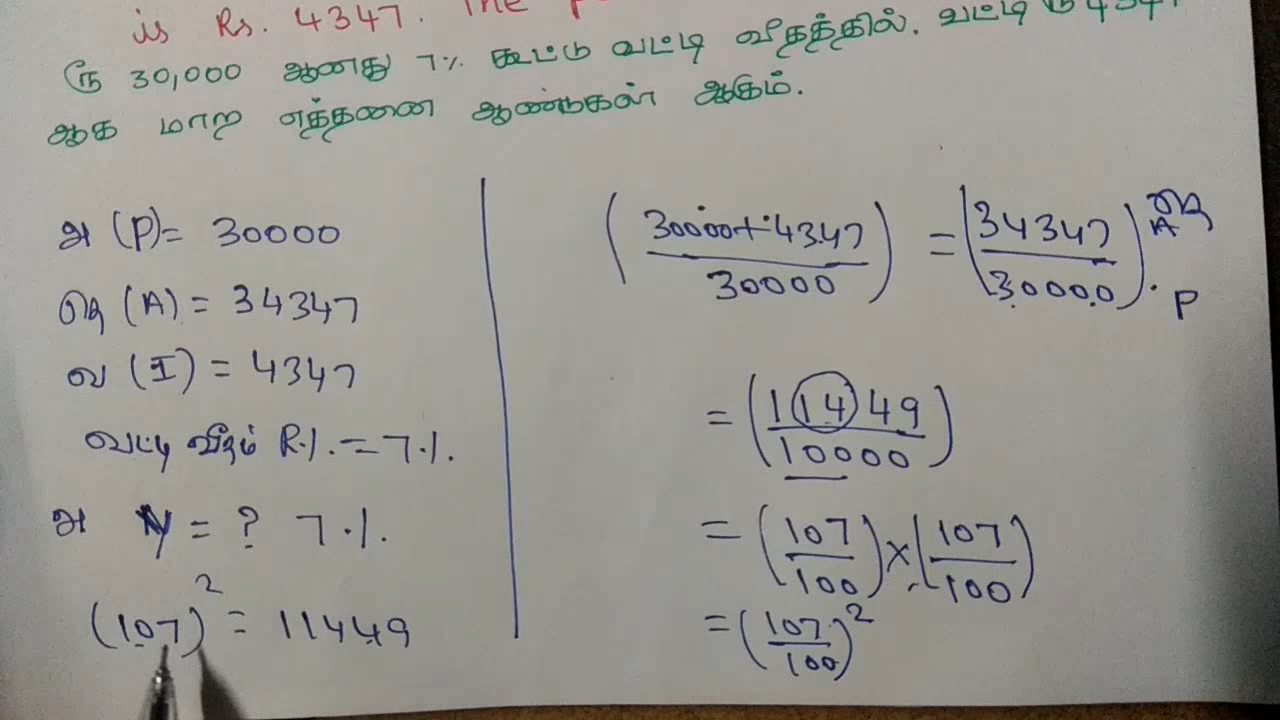 is Rs. 4347. The
ரூ 30,000 ஆனது 7% கூட்டு வட்டி வீதத்தில், வட்டி ரூ 4347
ஆக மாற எத்தனை ஆண்டுகள் ஆகும்.
அ (P) = 30000
தொ (A) = 34347
வ (I) = 4347
வட்டி வீதம் R.%. = 7.%.
அ N = ? 7.%.
(107)² = 11449
(30000+4347/30000) = (34347/30000) தொ A P
= (11449/10000)
= (107/100) × (107/100)
= (107/100)²